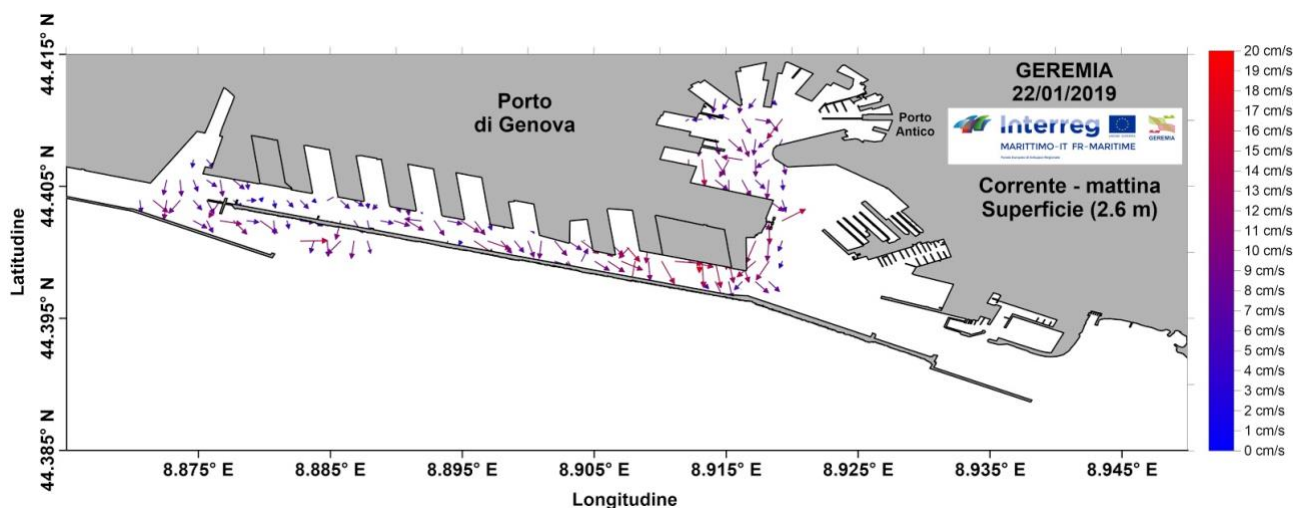 GEREMIA
22/01/2019
Interreg
MARITTIMO-IT FR-MARITIME
GEREMIA
Corrente - mattina
Superficie (2.6 m)
Porto
di Genova
Porto
Antico
Latitudine
44.415° N
44.405° N
44.395° N
44.385° N
8.875° E
8.885° E
8.895° E
8.905° E
8.915° E
8.925° E
8.935° E
8.945° E
Longitudine
20 cm/s
19 cm/s
18 cm/s
17 cm/s
16 cm/s
15 cm/s
14 cm/s
13 cm/s
12 cm/s
11 cm/s
10 cm/s
9 cm/s
8 cm/s
7 cm/s
6 cm/s
5 cm/s
4 cm/s
3 cm/s
2 cm/s
1 cm/s
0 cm/s